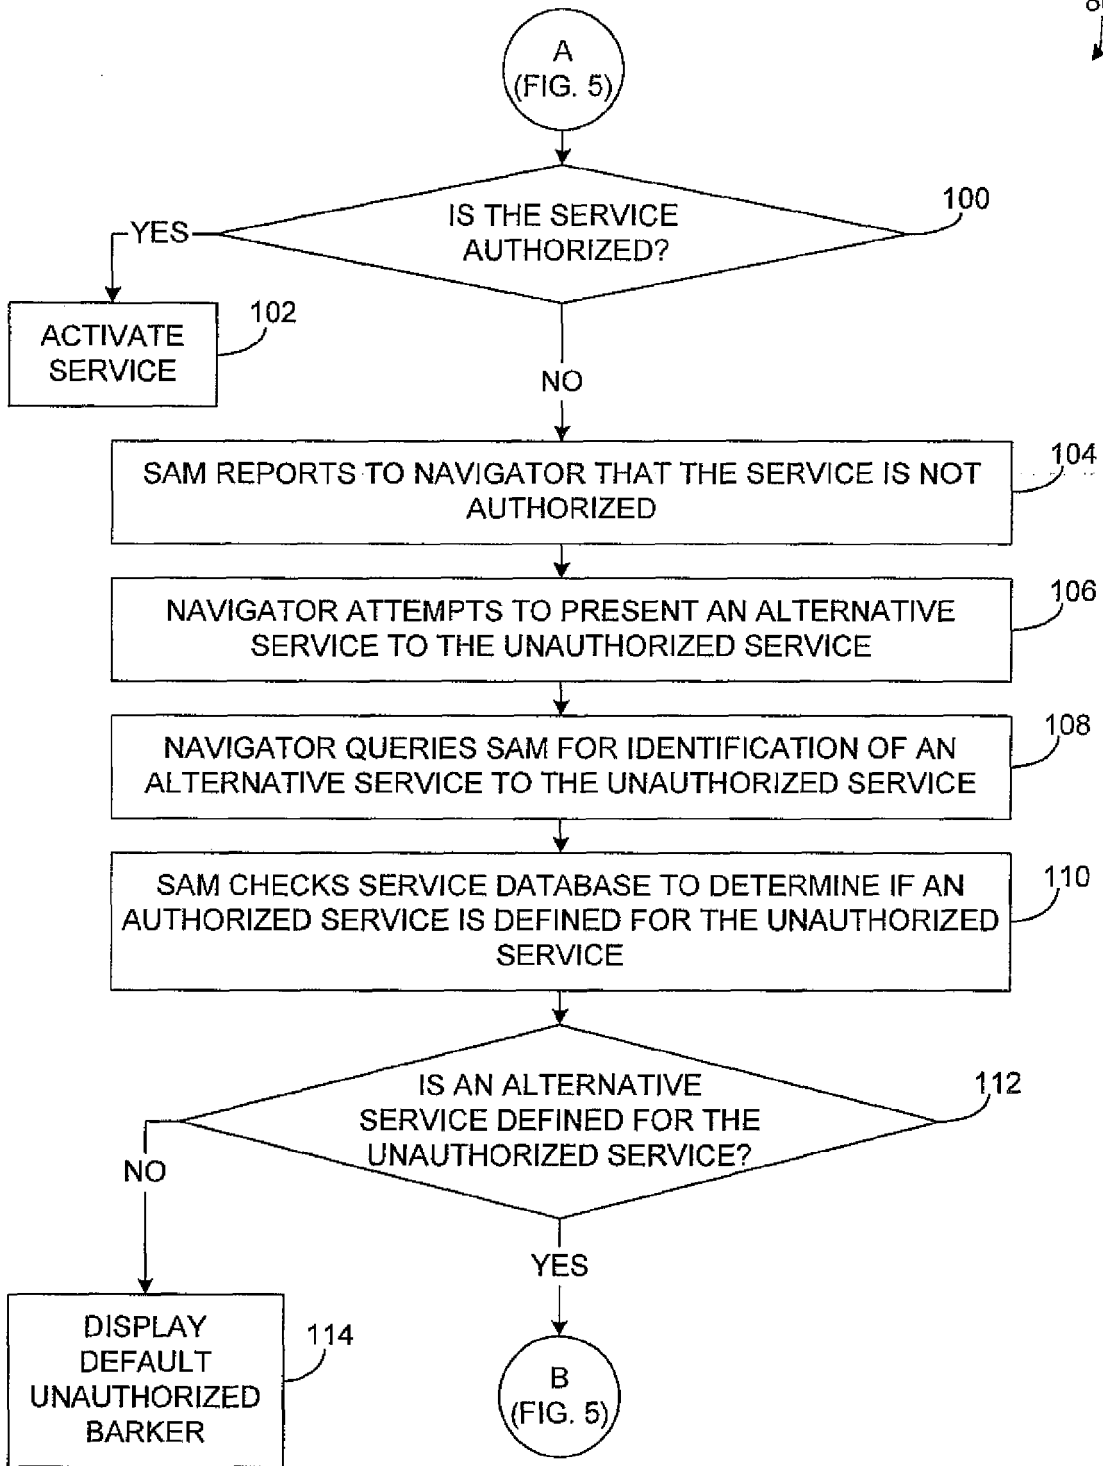 A
(FIG. 5)
IS THE SERVICE
AUTHORIZED?
100
YES
ACTIVATE
SERVICE
102
NO
SAM REPORTS TO NAVIGATOR THAT THE SERVICE IS NOT
AUTHORIZED
104
NAVIGATOR ATTEMPTS TO PRESENT AN ALTERNATIVE
SERVICE TO THE UNAUTHORIZED SERVICE
106
NAVIGATOR QUERIES SAM FOR IDENTIFICATION OF AN
ALTERNATIVE SERVICE TO THE UNAUTHORIZED SERVICE
108
SAM CHECKS SERVICE DATABASE TO DETERMINE IF AN
AUTHORIZED SERVICE IS DEFINED FOR THE UNAUTHORIZED
SERVICE
110
IS AN ALTERNATIVE
SERVICE DEFINED FOR THE
UNAUTHORIZED SERVICE?
112
NO
YES
DISPLAY
DEFAULT
UNAUTHORIZED
BARKER
114
B
(FIG. 5)